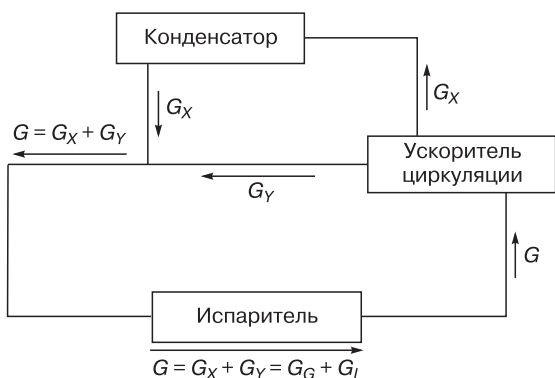 Конденсатор
G_X
G_X
G = G_X + G_Y
Ускоритель
циркуляции
G_Y
G
Испаритель
G = G_X + G_Y = G_G + G_L